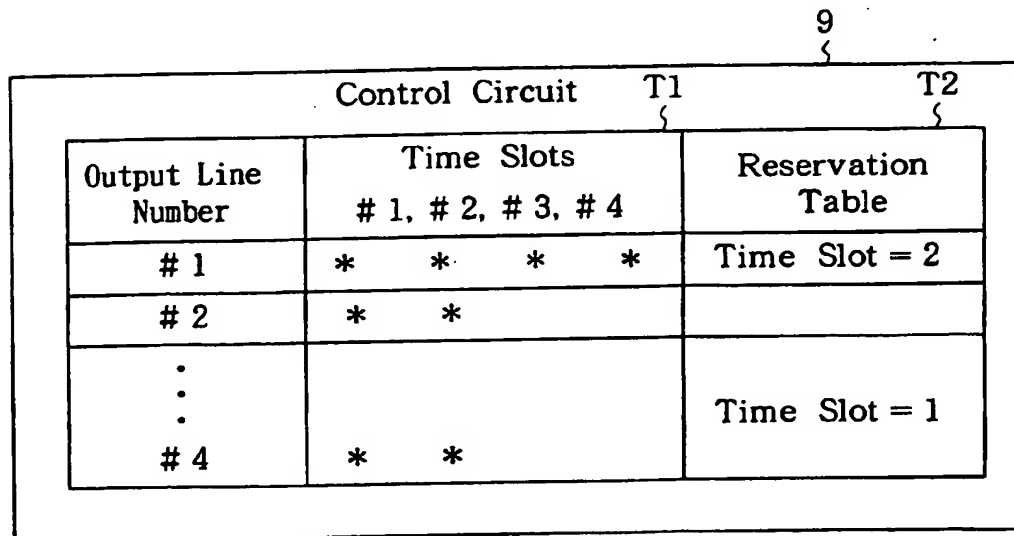 9
Control Circuit T1 T2
Output Line Number Time Slots # 1, # 2, # 3, # 4 Reservation Table
# 1 * * * * Time Slot = 2
# 2 * *
⋮ Time Slot = 1
# 4 * *